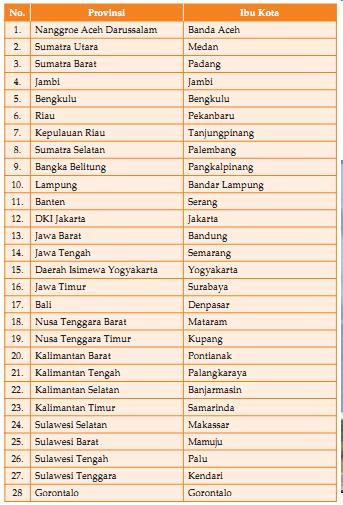 No. Provinsi Ibu Kota
1. Nanggroe Aceh Darussalam Banda Aceh
2. Sumatra Utara Medan
3. Sumatra Barat Padang
4. Jambi Jambi
5. Bengkulu Bengkulu
6. Riau Pekanbaru
7. Kepulauan Riau Tanjungpinang
8. Sumatra Selatan Palembang
9. Bangka Belitung Pangkalpinang
10. Lampung Bandar Lampung
11. Banten Serang
12. DKI Jakarta Jakarta
13. Jawa Barat Bandung
14. Jawa Tengah Semarang
15. Daerah Isimewa Yogyakarta Yogyakarta
16. Jawa Timur Surabaya
17. Bali Denpasar
18. Nusa Tenggara Barat Mataram
19. Nusa Tenggara Timur Kupang
20. Kalimantan Barat Pontianak
21. Kalimantan Tengah Palangkaraya
22. Kalimantan Selatan Banjarmasin
23. Kalimantan Timur Samarinda
24. Sulawesi Selatan Makassar
25. Sulawesi Barat Mamuju
26. Sulawesi Tengah Palu
27. Sulawesi Tenggara Kendari
28 Gorontalo Gorontalo